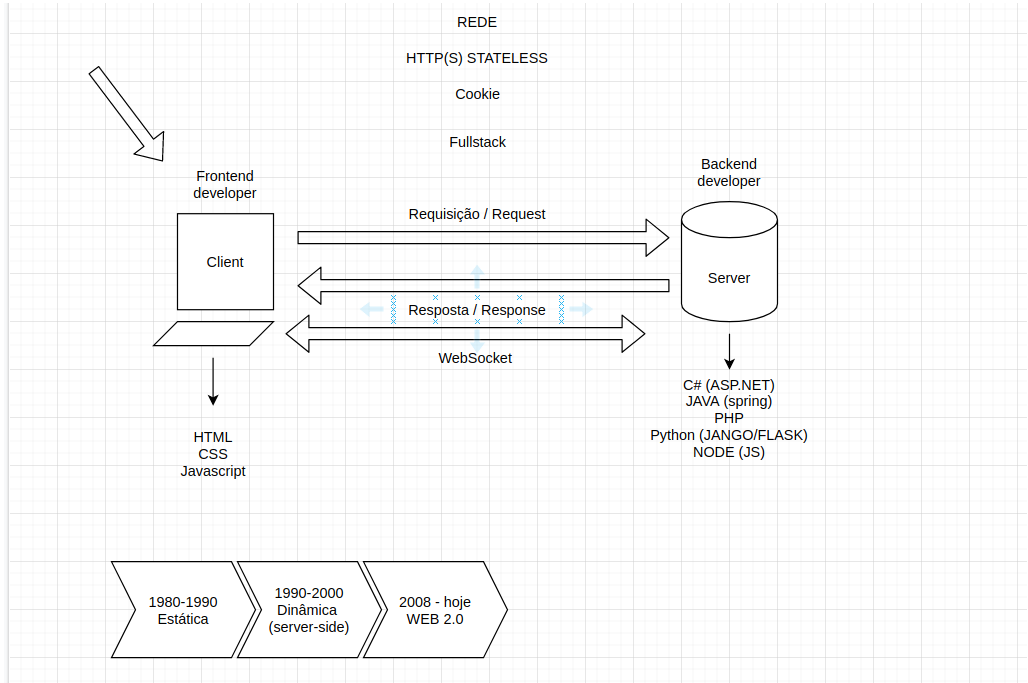 REDE
HTTP(S) STATELESS
Cookie
Fullstack
Frontend
developer
Backend
developer
Requisição / Request
Client
Server
Resposta / Response
WebSocket
HTML
CSS
Javascript
C# (ASP.NET)
JAVA (spring)
PHP
Python (JANGO/FLASK)
NODE (JS)
1980-1990
Estática
1990-2000
Dinâmica
(server-side)
2008 - hoje
WEB 2.0